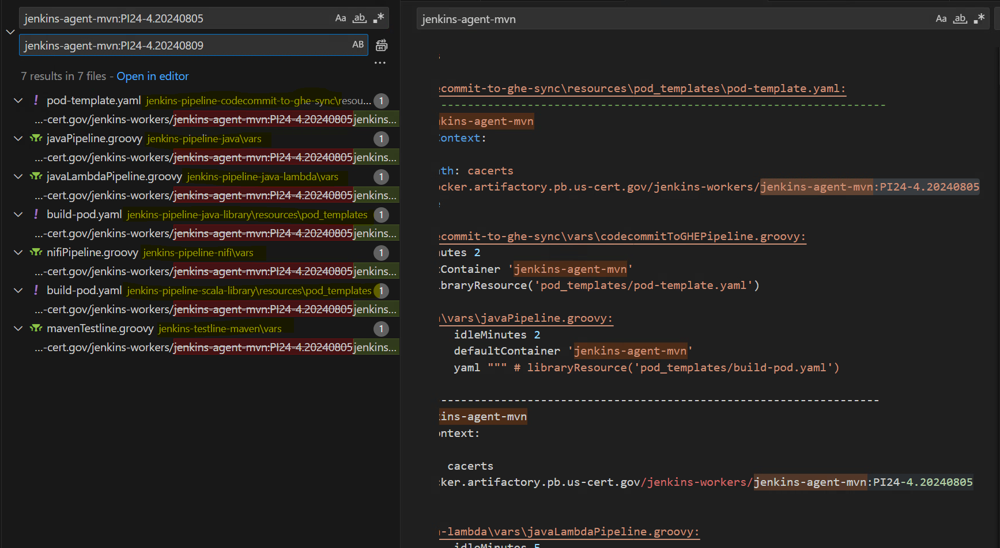 jenkins-agent-mvn:PI24-4.20240805 Aa ab .*
jenkins-agent-mvn:PI24-4.20240809 AB
7 results in 7 files - Open in editor
! pod-template.yaml jenkins-pipeline-codecommit-to-ghe-sync\resou... 1
...-cert.gov/jenkins-workers/jenkins-agent-mvn:PI24-4.20240805jenkins...
javaPipeline.groovy jenkins-pipeline-java\vars 1
...-cert.gov/jenkins-workers/jenkins-agent-mvn:PI24-4.20240805jenkins...
javaLambdaPipeline.groovy jenkins-pipeline-java-lambda\vars 1
...-cert.gov/jenkins-workers/jenkins-agent-mvn:PI24-4.20240805jenkins...
! build-pod.yaml jenkins-pipeline-java-library\resources\pod_templates 1
...-cert.gov/jenkins-workers/jenkins-agent-mvn:PI24-4.20240805jenkins...
nifiPipeline.groovy jenkins-pipeline-nifi\vars 1
...-cert.gov/jenkins-workers/jenkins-agent-mvn:PI24-4.20240805jenkins...
! build-pod.yaml jenkins-pipeline-scala-library\resources\pod_templates 1
...-cert.gov/jenkins-workers/jenkins-agent-mvn:PI24-4.20240805jenkins...
mavenTestline.groovy jenkins-testline-maven\vars 1
...-cert.gov/jenkins-workers/jenkins-agent-mvn:PI24-4.20240805jenkins...
jenkins-agent-mvn Aa ab .*
ecommit-to-ghe-sync\resources\pod_templates\pod-template.yaml:
-------------------------------------------------------------------
kins-agent-mvn
ontext:
th: cacerts
ocker.artifactory.pb.us-cert.gov/jenkins-workers/jenkins-agent-mvn:PI24-4.20240805
ecommit-to-ghe-sync\vars\codecommitToGHEPipeline.groovy:
nutes 2
tContainer 'jenkins-agent-mvn'
ibraryResource('pod_templates/pod-template.yaml')
\vars\javaPipeline.groovy:
idleMinutes 2
defaultContainer 'jenkins-agent-mvn'
yaml """ # libraryResource('pod_templates/build-pod.yaml')
------------------------------------------------------------------
ins-agent-mvn
ontext:
cacerts
ker.artifactory.pb.us-cert.gov/jenkins-workers/jenkins-agent-mvn:PI24-4.20240805
-lambda\vars\javaLambdaPipeline.groovy:
idleMinutes 5